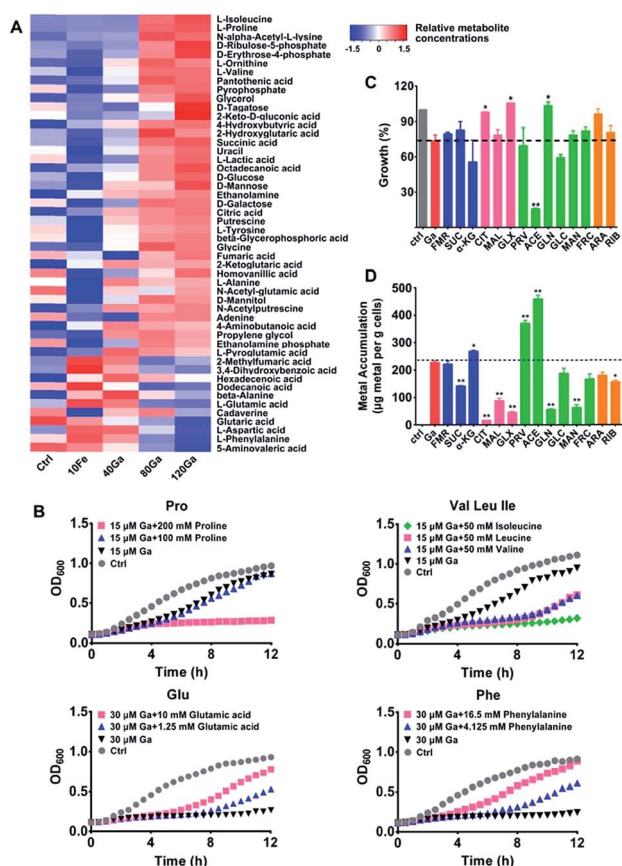 A
L-Isoleucine
L-Proline
N-alpha-Acetyl-L-lysine
D-Ribulose-5-phosphate
D-Erythrose-4-phosphate
L-Ornithine
L-Valine
Pantothenic acid
Pyrophosphate
Glycerol
D-Tagatose
2-Keto-D-gluconic acid
4-Hydroxybutyric acid
2-Hydroxyglutaric acid
Succinic acid
Uracil
L-Lactic acid
Octadecanoic acid
D-Glucose
D-Mannose
Ethanolamine
D-Galactose
Citric acid
Putrescine
L-Tyrosine
beta-Glycerophosphoric acid
Glycine
Fumaric acid
2-Ketoglutaric acid
Homovanillic acid
L-Alanine
N-Acetyl-glutamic acid
D-Mannitol
N-Acetylputrescine
Adenine
4-Aminobutanoic acid
Propylene glycol
Ethanolamine phosphate
L-Pyroglutamic acid
2-Methylfumaric acid
3,4-Dihydroxybenzoic acid
Hexadecenoic acid
Dodecanoic acid
beta-Alanine
L-Glutamic acid
Cadaverine
Glutaric acid
L-Aspartic acid
L-Phenylalanine
5-Aminovaleric acid
Ctrl 10Fe 40Ga 80Ga 120Ga
Relative metabolite
concentrations
-1.5 1.5
C
Growth (%)
120
90
60
30
* * * **
ctrl Ga FMR SUC α-KG CIT MAL GLX PRV ACE GLN GLC MAN FRC ARA RIB
D
Metal Accumulation
(µg metal per g cells)
500
400
300
200
100
0
** * ** ** ** ** ** ** ** *
ctrl Ga FMR SUC α-KG CIT MAL GLX PRV ACE GLN GLC MAN FRC ARA RIB
B
Pro
15 µM Ga+200 mM Proline
15 µM Ga+100 mM Proline
15 µM Ga
Ctrl
OD600
1.5
1.0
0.5
0.0
0 4 8 12
Time (h)
Val Leu Ile
15 µM Ga+50 mM Isoleucine
15 µM Ga+50 mM Leucine
15 µM Ga+50 mM Valine
15 µM Ga
Ctrl
OD600
1.5
1.0
0.5
0.0
0 4 8 12
Time (h)
Glu
30 µM Ga+10 mM Glutamic acid
30 µM Ga+1.25 mM Glutamic acid
30 µM Ga
Ctrl
OD600
1.5
1.0
0.5
0.0
0 4 8 12
Time (h)
Phe
30 µM Ga+16.5 mM Phenylalanine
30 µM Ga+4.125 mM Phenylalanine
30 µM Ga
Ctrl
OD600
1.5
1.0
0.5
0.0
0 4 8 12
Time (h)